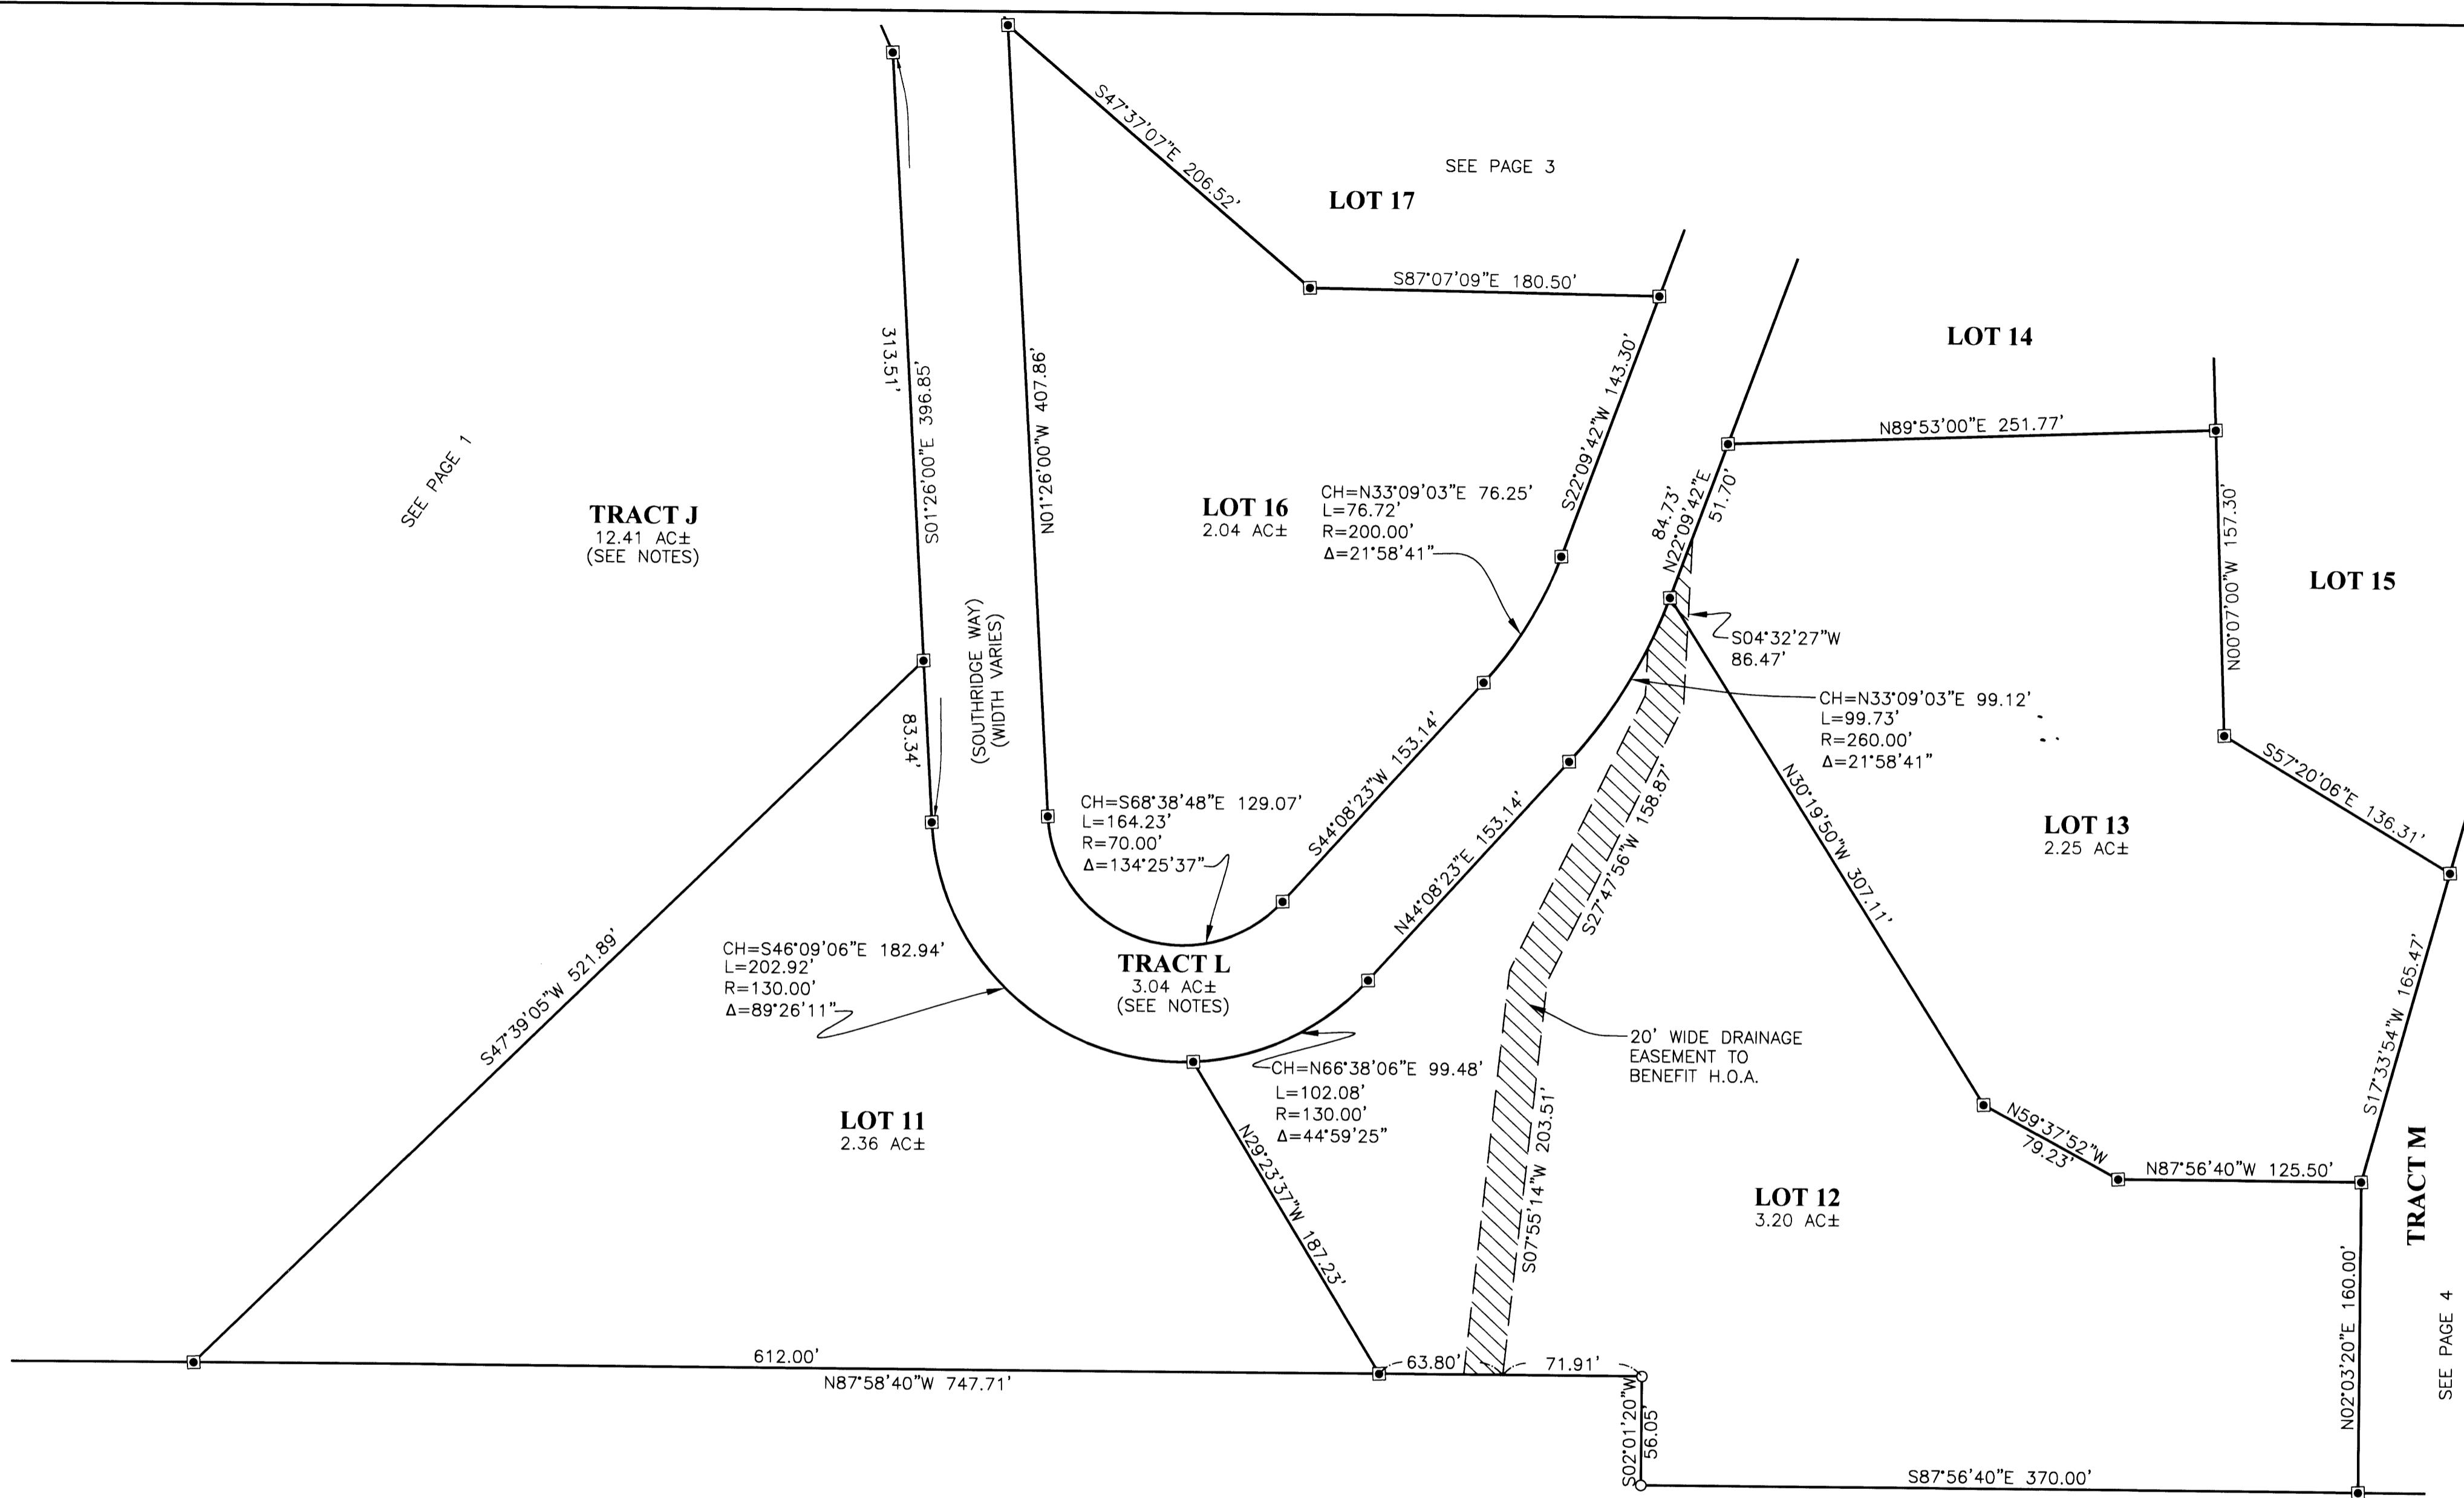 S47°37'07"E 206.52'
SEE PAGE 3
LOT 17
S87°07'09"E 180.50'
313.51'
S01°26'00"E 396.85'
N01°26'00"W 407.86'
S22°09'42"W 143.30'
LOT 14
N89°53'00"E 251.77'
SEE PAGE 1
TRACT J
12.41 AC±
(SEE NOTES)
LOT 16
2.04 AC±
CH=N33°09'03"E 76.25'
L=76.72'
R=200.00'
Δ=21°58'41"
84.73'
N22°09'42"E
51.70'
N00°07'00"W 157.30'
LOT 15
S04°32'27"W
86.47'
(SOUTHRIDGE WAY)
(WIDTH VARIES)
83.34'
CH=N33°09'03"E 99.12'
L=99.73'
R=260.00'
Δ=21°58'41"
S57°20'06"E 136.31'
CH=S68°38'48"E 129.07'
L=164.23'
R=70.00'
Δ=134°25'37"
S44°08'23"W 153.14'
N44°08'23"E 153.14'
S27°47'56"W 158.87'
N30°19'50"W 307.11'
LOT 13
2.25 AC±
S47°39'05"W 521.89'
CH=S46°09'06"E 182.94'
L=202.92'
R=130.00'
Δ=89°26'11"
TRACT L
3.04 AC±
(SEE NOTES)
20' WIDE DRAINAGE
EASEMENT TO
BENEFIT H.O.A.
S17°33'54"W 165.47'
CH=N66°38'06"E 99.48'
L=102.08'
R=130.00'
Δ=44°59'25"
LOT 11
2.36 AC±
N29°23'37"W 187.23'
S07°55'14"W 203.51'
N59°37'52"W
79.23'
N87°56'40"W 125.50'
LOT 12
3.20 AC±
TRACT M
N02°03'20"E 160.00'
SEE PAGE 4
612.00'
N87°58'40"W 747.71'
63.80'
71.91'
S02°01'20"W
56.05'
S87°56'40"E 370.00'